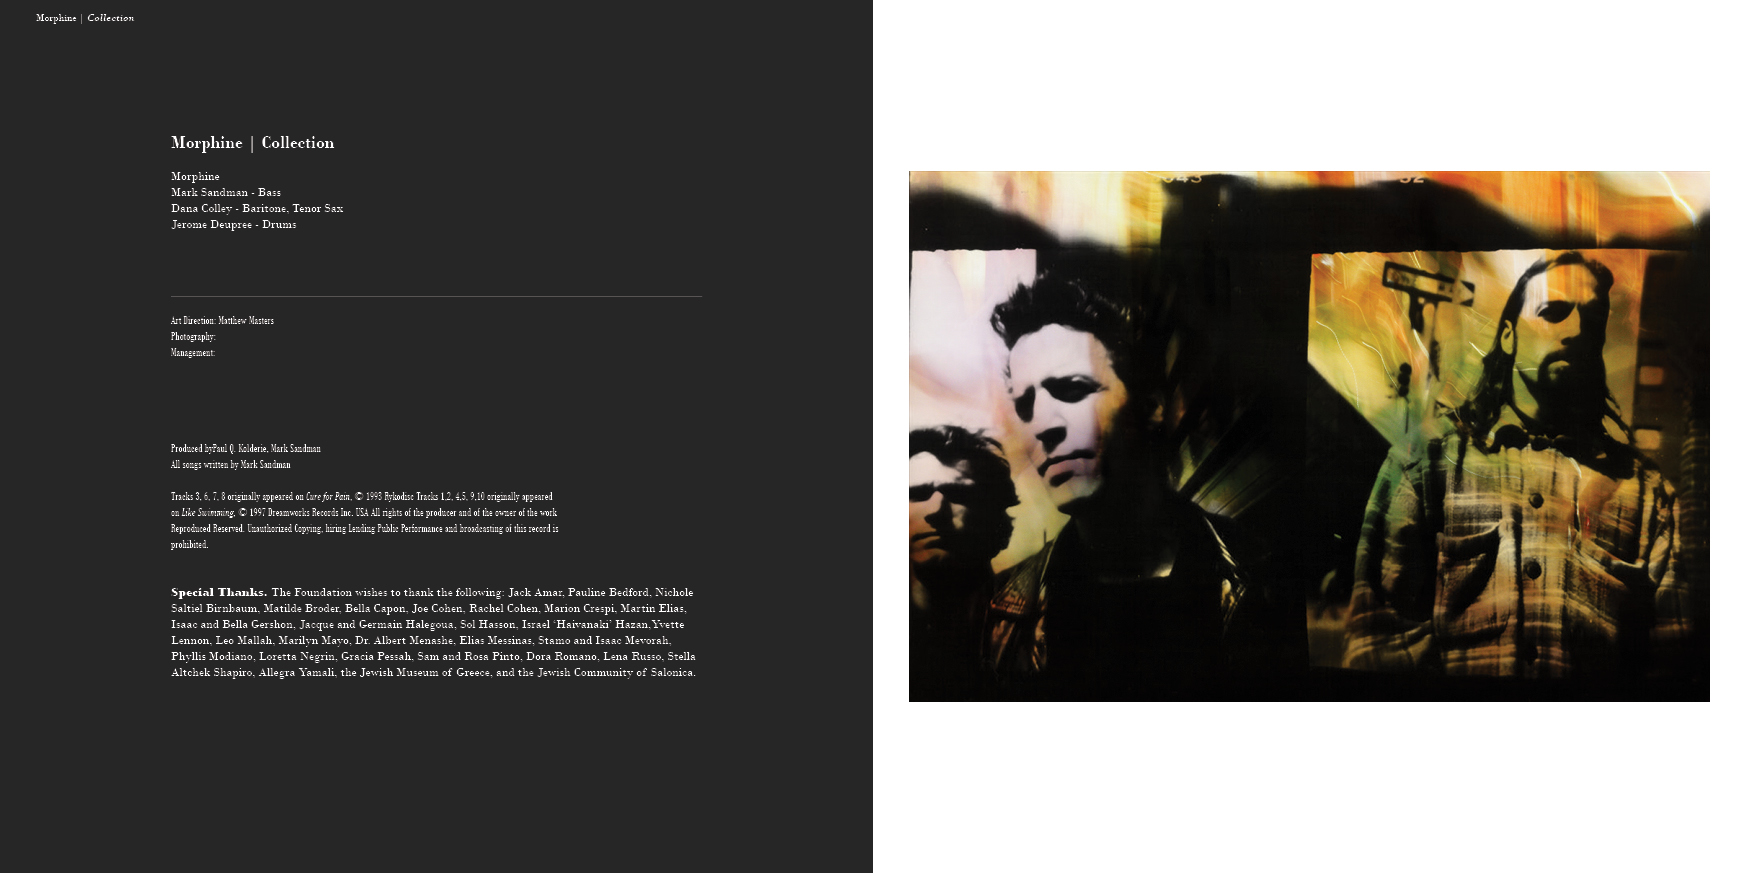 Morphine | Collection
Morphine | Collection
Morphine
Mark Sandman - Bass
Dana Colley - Baritone, Tenor Sax
Jerome Deupree - Drums
Art Direction: Matthew Masters
Photography:
Management:
Produced byPaul Q. Kolderie, Mark Sandman
All songs written by Mark Sandman
Tracks 3, 6, 7, 8 originally appeared on Cure for Pain, © 1993 Rykodisc Tracks 1,2, 4,5, 9,10 originally appeared
on Like Swimming, © 1997 Dreamworks Records Inc. USA All rights of the producer and of the owner of the work
Reproduced Reserved. Unauthorized Copying, hiring Lending Public Performance and broadcasting of this record is
prohibited.
Special Thanks. The Foundation wishes to thank the following: Jack Amar, Pauline Bedford, Nichole
Saltiel Birnbaum, Matilde Broder, Bella Capon, Joe Cohen, Rachel Cohen, Marion Crespi, Martin Elias,
Isaac and Bella Gershon, Jacque and Germain Halegoua, Sol Hasson, Israel ‘Haivanaki’ Hazan,Yvette
Lennon, Leo Mallah, Marilyn Mayo, Dr. Albert Menashe, Elias Messinas, Stamo and Isaac Mevorah,
Phyllis Modiano, Loretta Negrin, Gracia Pessah, Sam and Rosa Pinto, Dora Romano, Lena Russo, Stella
Altchek Shapiro, Allegra Yamali, the Jewish Museum of Greece, and the Jewish Community of Salonica.